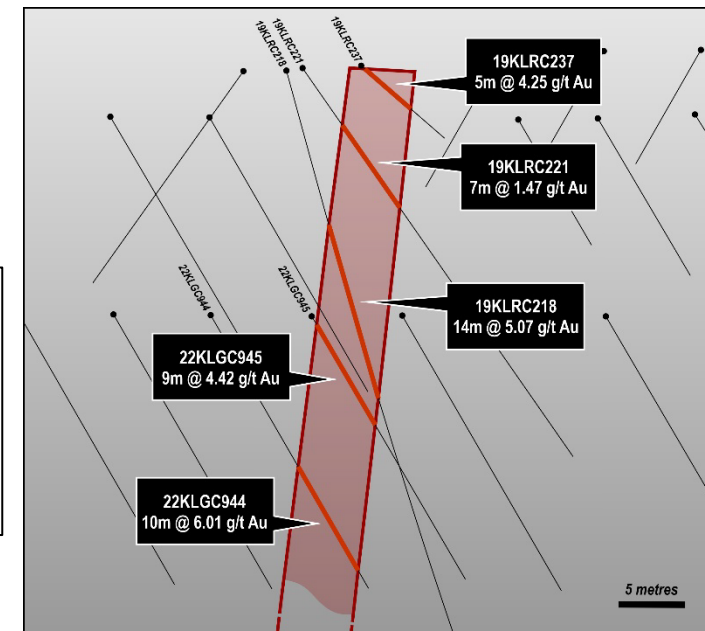 19KLRC218
19KLRC221
19KLRC237
19KLRC237
5m @ 4.25 g/t Au
19KLRC221
7m @ 1.47 g/t Au
22KLGC944
22KLGC945
19KLRC218
14m @ 5.07 g/t Au
22KLGC945
9m @ 4.42 g/t Au
22KLGC944
10m @ 6.01 g/t Au
5 metres